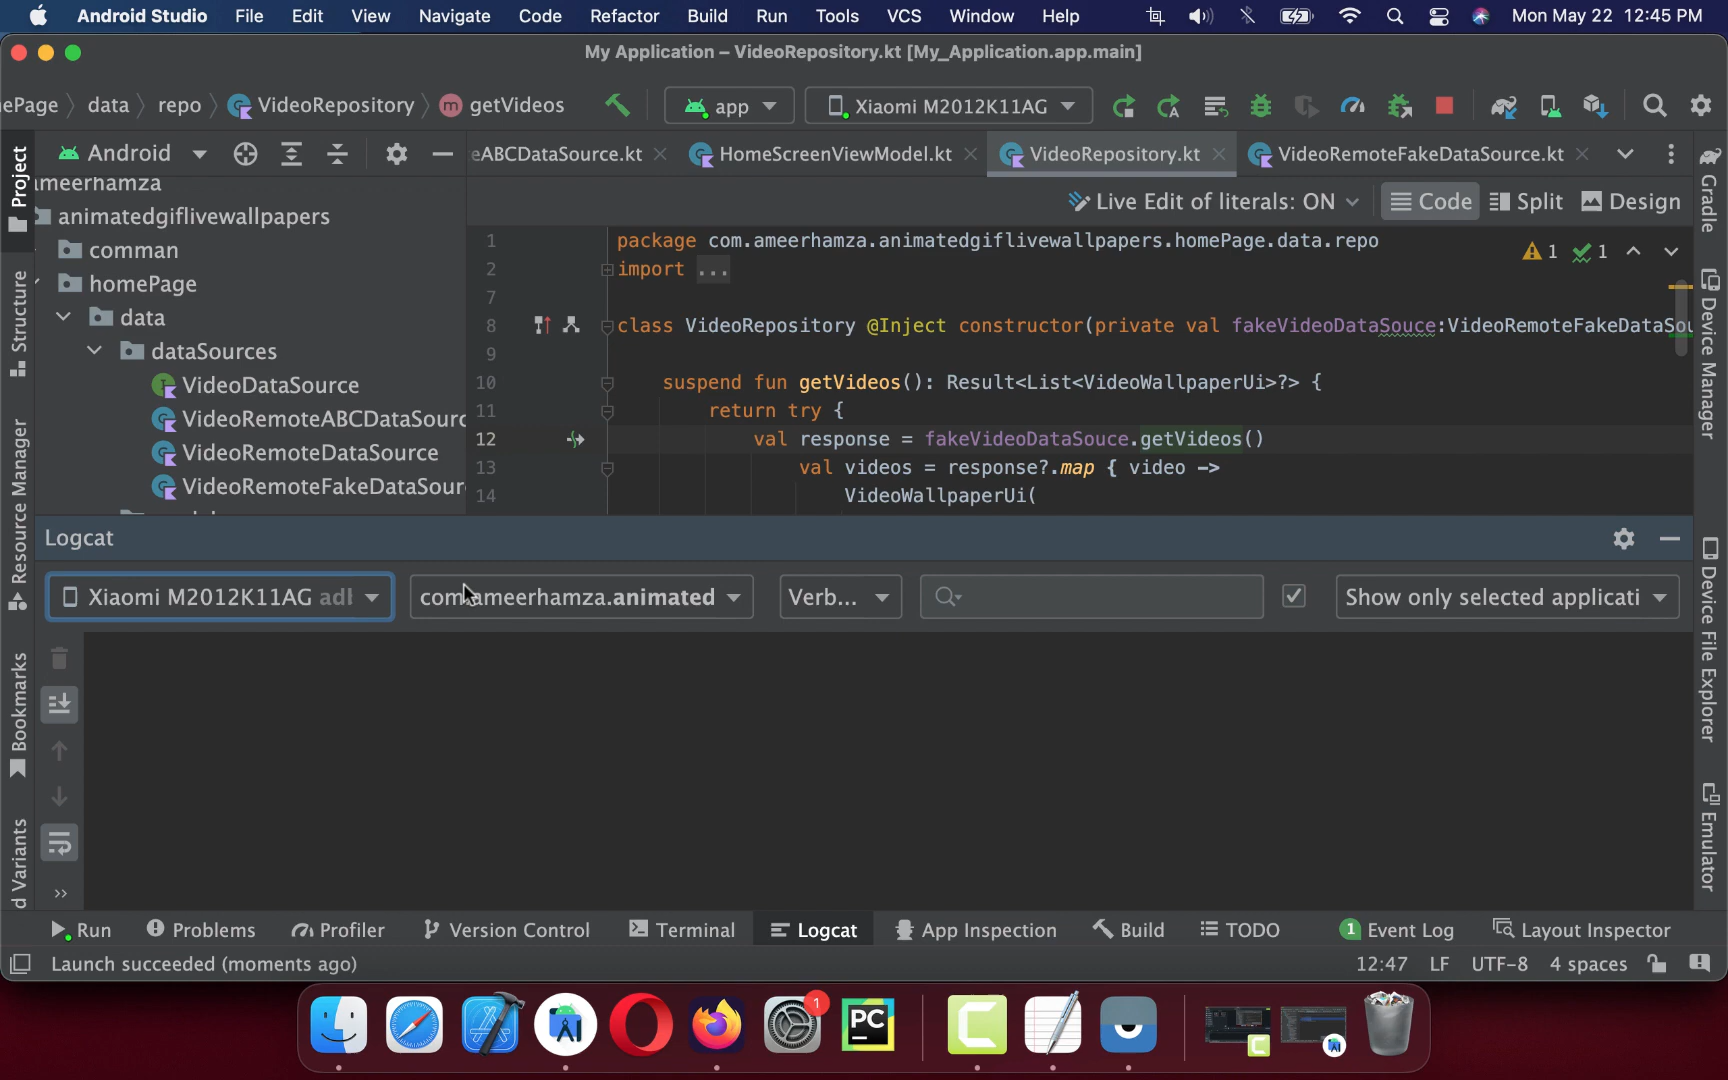 Android Studio File Edit View Navigate Code Refactor Build Run Tools VCS Window Help Mon May 22 12:45 PM
My Application – VideoRepository.kt [My_Application.app.main]
ePage data repo VideoRepository getVideos app Xiaomi M2012K11AG
Project
Android
eABCDataSource.kt HomeScreenViewModel.kt VideoRepository.kt VideoRemoteFakeDataSource.kt
Gradle
ameerhamza
animatedgiflivewallpapers
comman
homePage
data
dataSources
VideoDataSource
VideoRemoteABCDataSourc
VideoRemoteDataSource
VideoRemoteFakeDataSour
Live Edit of literals: ON Code Split Design
1 package com.ameerhamza.animatedgiflivewallpapers.homePage.data.repo
1 1
2 import ...
7
8 class VideoRepository @Inject constructor(private val fakeVideoDataSouce:VideoRemoteFakeDataSou
9
10 suspend fun getVideos(): Result<List<VideoWallpaperUi>?> {
11 return try {
12 val response = fakeVideoDataSouce.getVideos()
13 val videos = response?.map { video ->
14 VideoWallpaperUi(
Structure
Resource Manager
Bookmarks
d Variants
Device Manager
Device File Explorer
Emulator
Logcat
Xiaomi M2012K11AG adb com.ameerhamza.animated Verb... Show only selected applicati
>>
Run Problems Profiler Version Control Terminal Logcat App Inspection Build TODO 1 Event Log Layout Inspector
Launch succeeded (moments ago) 12:47 LF UTF-8 4 spaces
1
PC